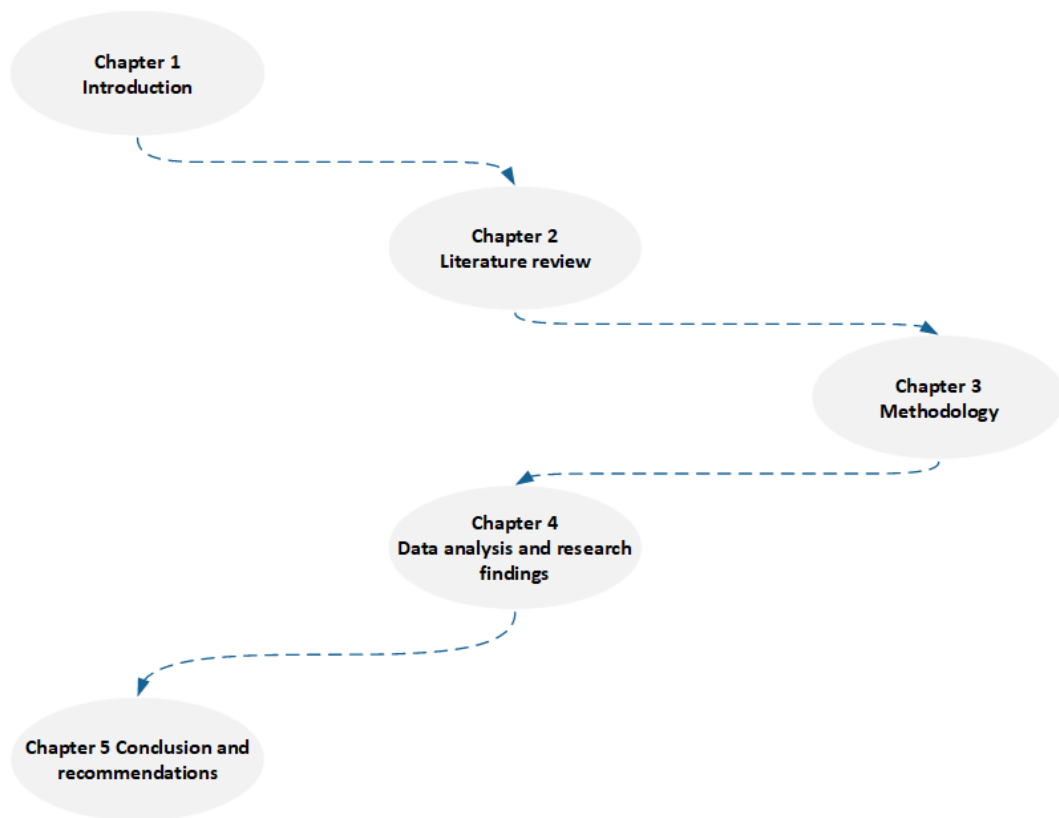 Chapter 1
Introduction
Chapter 2
Literature review
Chapter 3
Methodology
Chapter 4
Data analysis and research
findings
Chapter 5 Conclusion and
recommendations